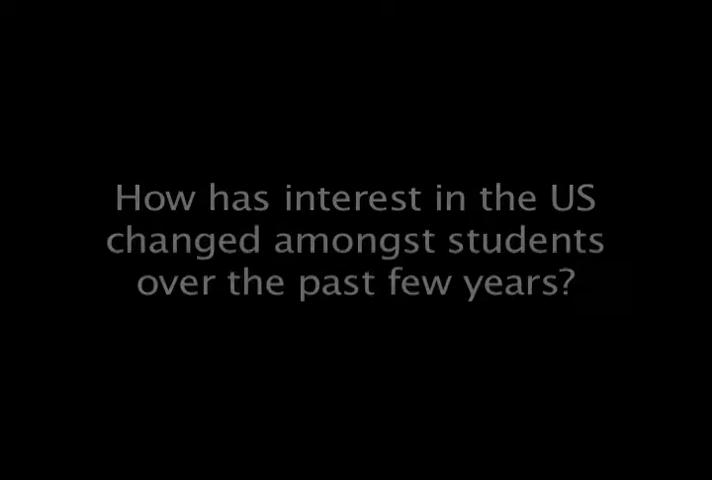 How has interest in the US
changed amongst students
over the past few years?